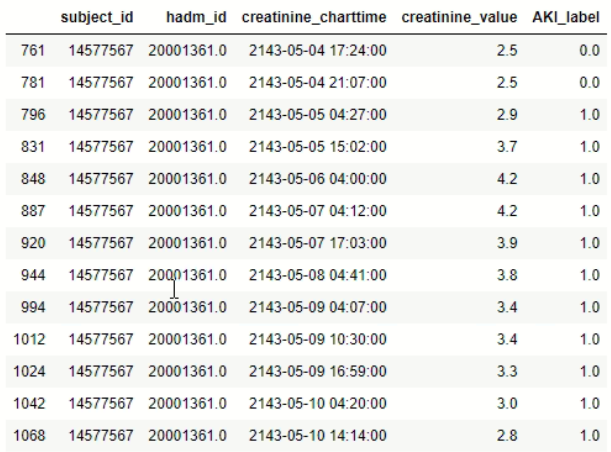 subject_id hadm_id creatinine_charttime creatinine_value AKI_label
761 14577567 20001361.0 2143-05-04 17:24:00 2.5 0.0
781 14577567 20001361.0 2143-05-04 21:07:00 2.5 0.0
796 14577567 20001361.0 2143-05-05 04:27:00 2.9 1.0
831 14577567 20001361.0 2143-05-05 15:02:00 3.7 1.0
848 14577567 20001361.0 2143-05-06 04:00:00 4.2 1.0
887 14577567 20001361.0 2143-05-07 04:12:00 4.2 1.0
920 14577567 20001361.0 2143-05-07 17:03:00 3.9 1.0
944 14577567 20001361.0 2143-05-08 04:41:00 3.8 1.0
994 14577567 20001361.0 2143-05-09 04:07:00 3.4 1.0
1012 14577567 20001361.0 2143-05-09 10:30:00 3.4 1.0
1024 14577567 20001361.0 2143-05-09 16:59:00 3.3 1.0
1042 14577567 20001361.0 2143-05-10 04:20:00 3.0 1.0
1068 14577567 20001361.0 2143-05-10 14:14:00 2.8 1.0